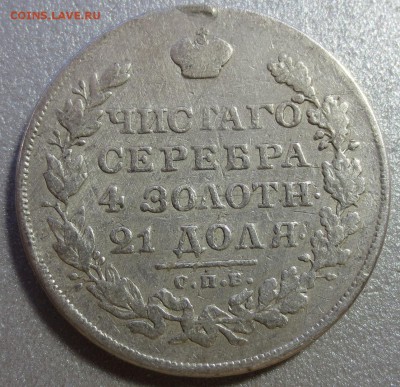 COINS.LAVE.RU
ЧИСТАГО
СЕРЕБРА
4 ЗОЛОТН·
21 ДОЛЯ·
С.П.Б.